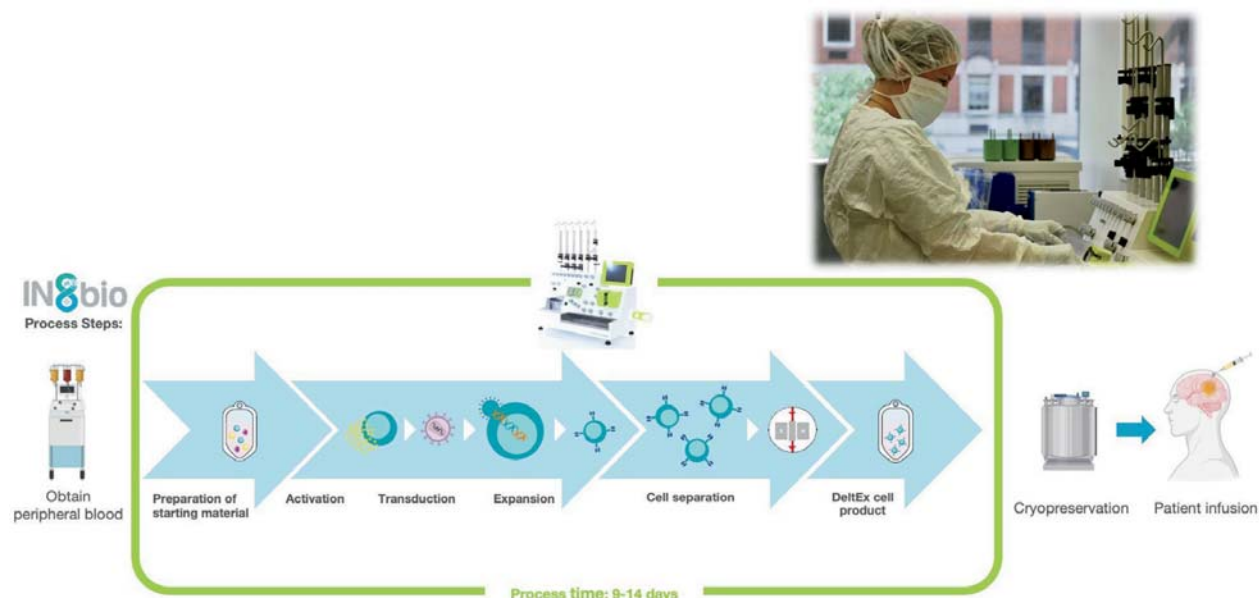 IN8bio
Process Steps:
Obtain
peripheral blood
Preparation of
starting material
Activation
Transduction
Expansion
Cell separation
DeltEx cell
product
Cryopreservation
Patient infusion
Process time: 9-14 days